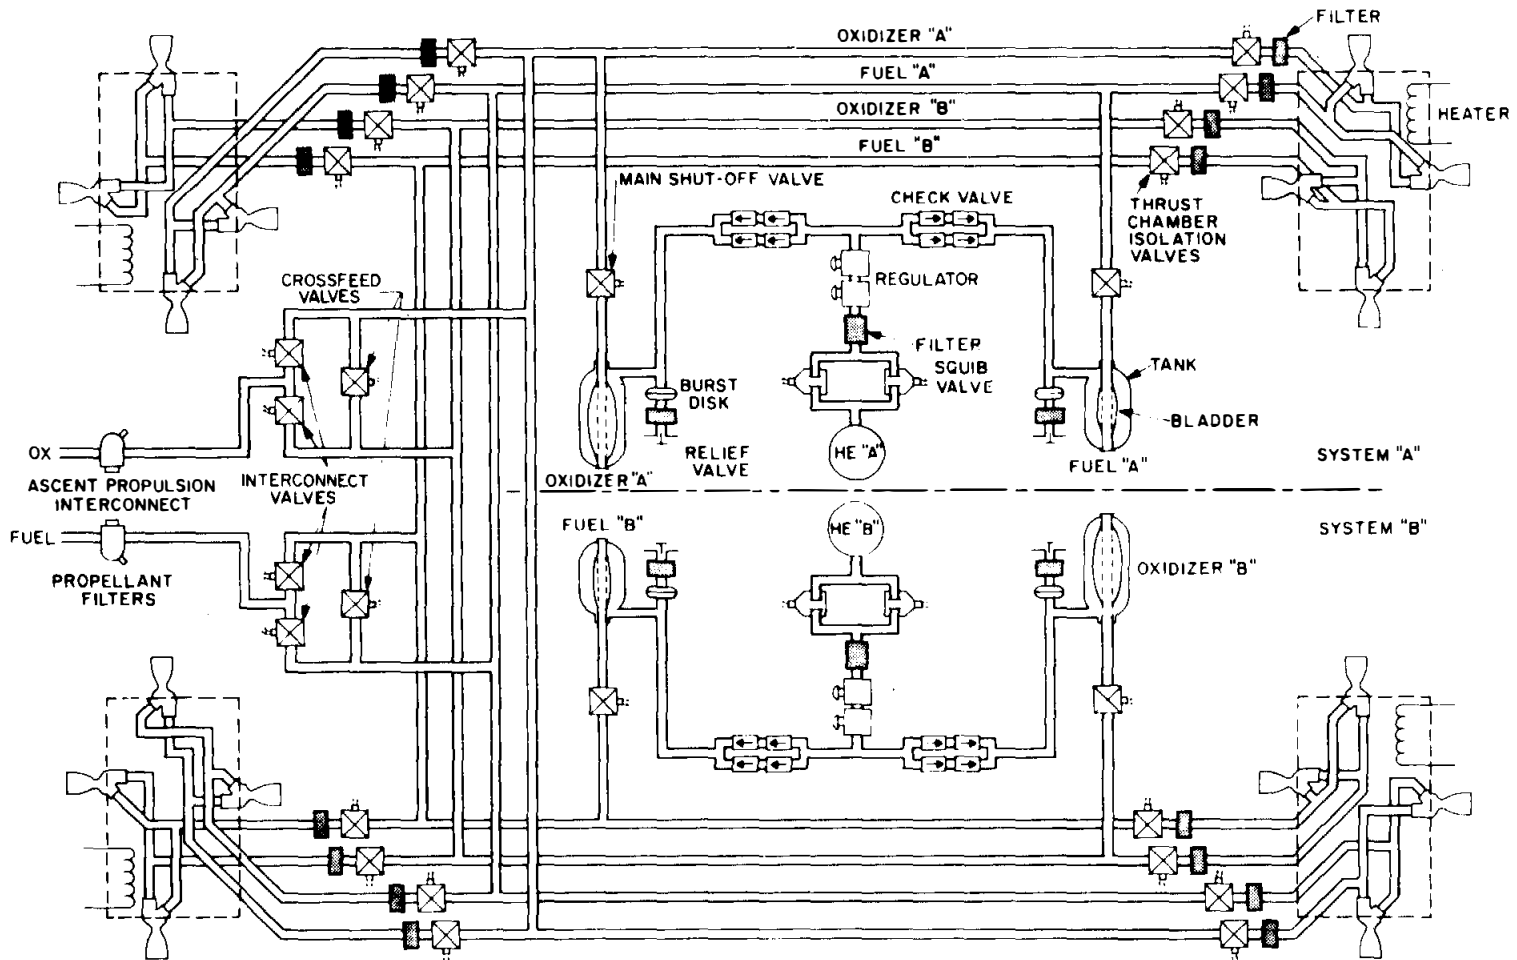 FILTER
OXIDIZER "A"
FUEL "A"
OXIDIZER "B"
HEATER
FUEL "B"
MAIN SHUT-OFF VALVE
CHECK VALVE
THRUST
CHAMBER
ISOLATION
VALVES
CROSSFEED
VALVES
REGULATOR
FILTER
SQUIB
VALVE
TANK
BURST
DISK
BLADDER
OX
RELIEF
VALVE
HE "A"
SYSTEM "A"
FUEL "A"
ASCENT PROPULSION
INTERCONNECT
INTERCONNECT
VALVES
OXIDIZER "A"
FUEL "B"
HE "B"
SYSTEM "B"
FUEL
OXIDIZER "B"
PROPELLANT
FILTERS